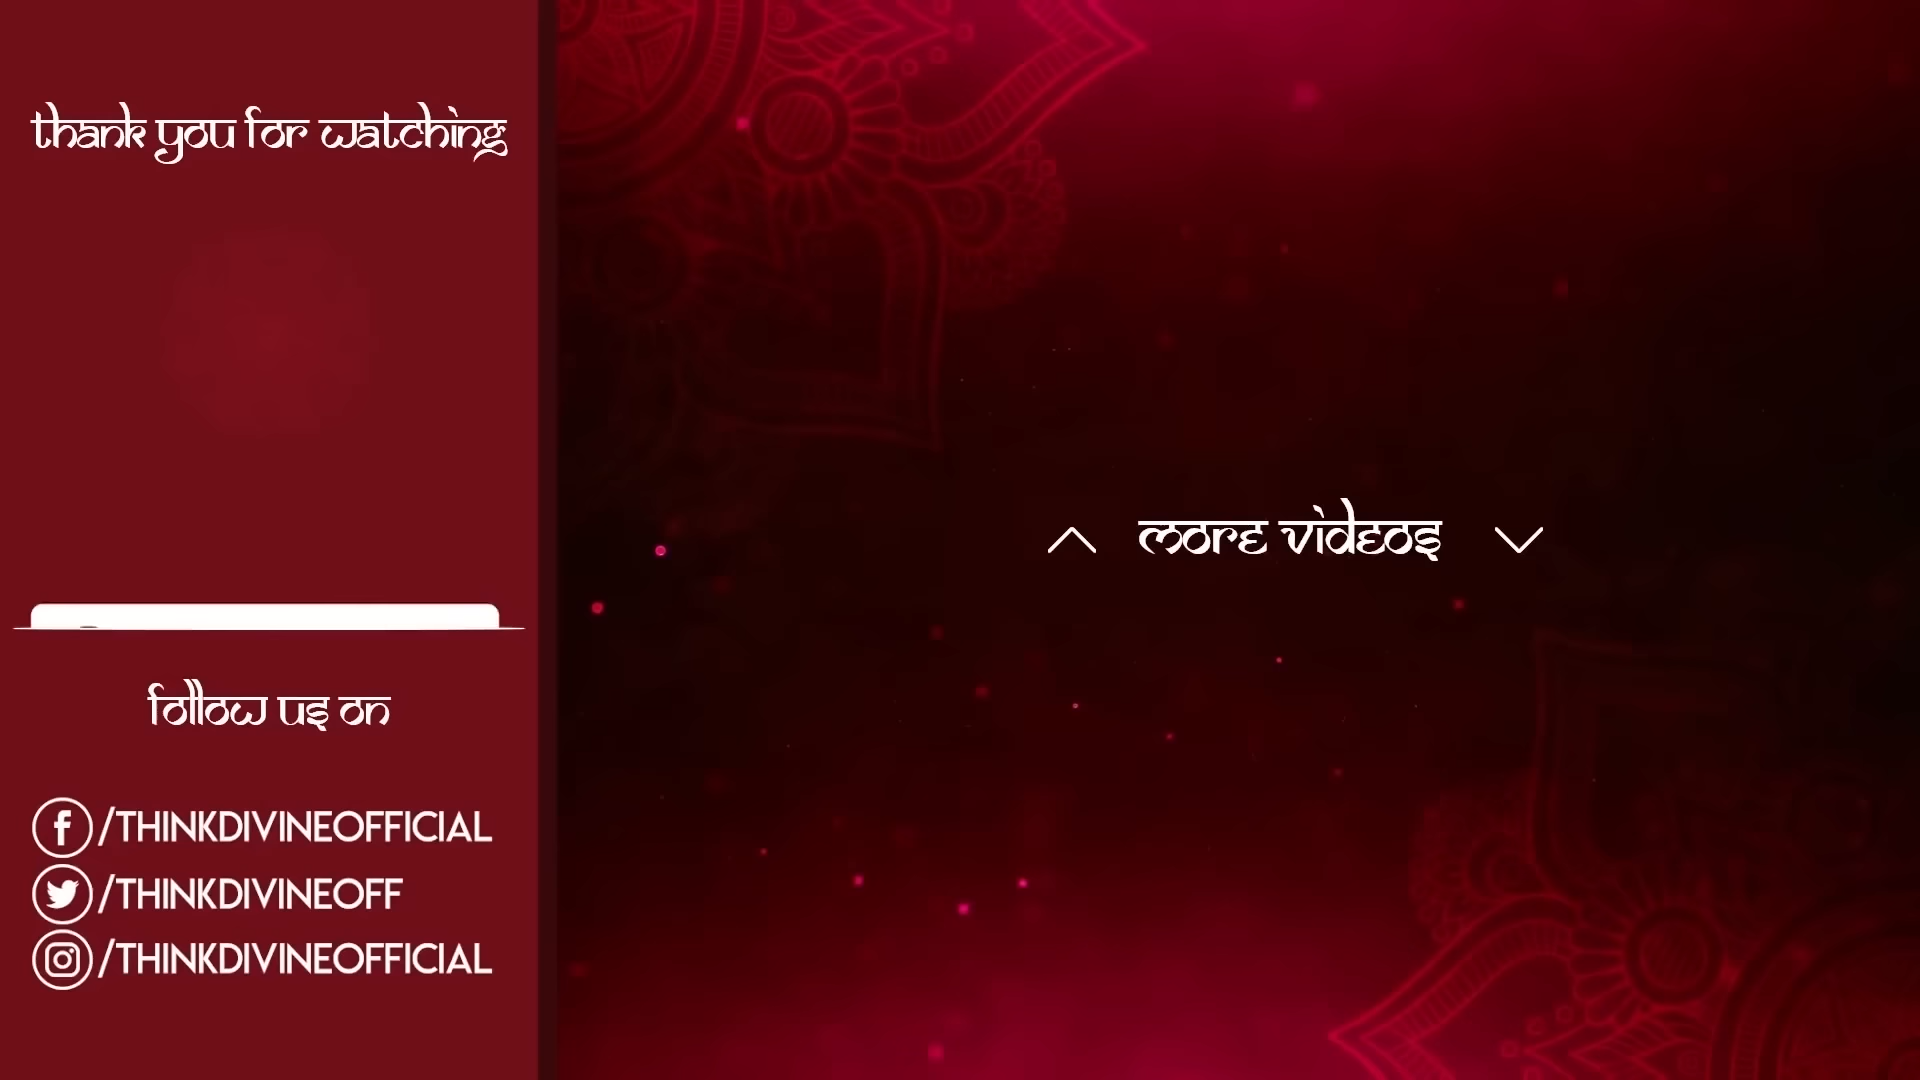 thank you for watching
follow us on
/THINKDIVINEOFFICIAL
/THINKDIVINEOFF
/THINKDIVINEOFFICIAL
more videos